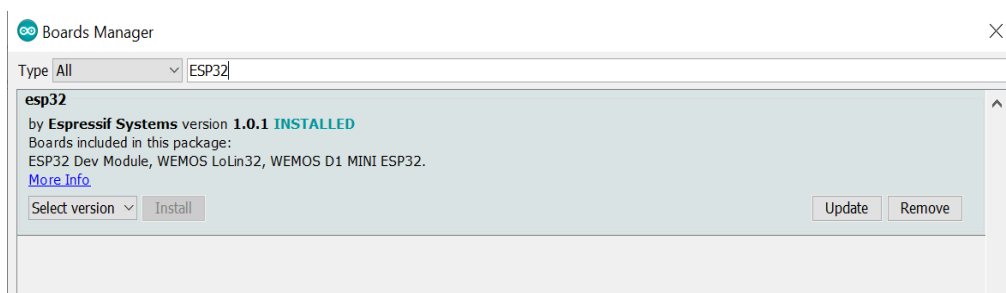 Boards Manager
Type All ESP32
esp32
by Espressif Systems version 1.0.1 INSTALLED
Boards included in this package:
ESP32 Dev Module, WEMOS LoLin32, WEMOS D1 MINI ESP32.
More Info
Select version Install Update Remove